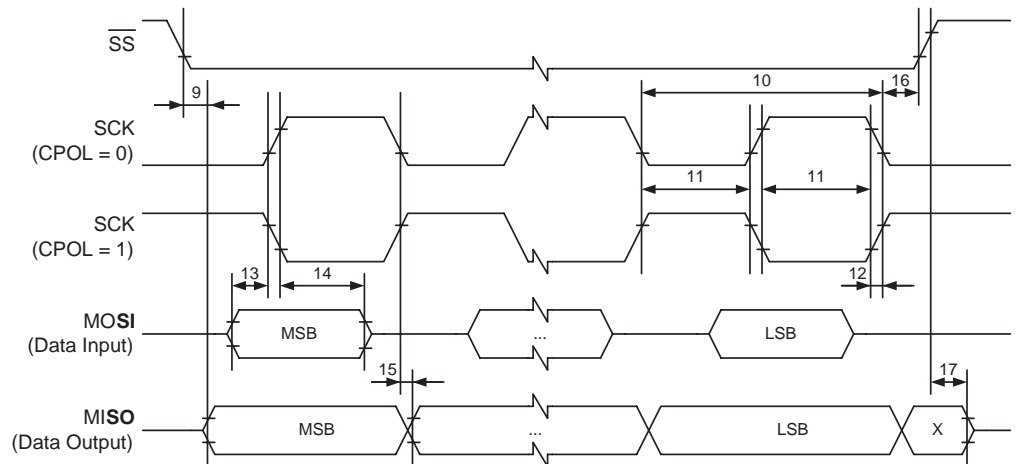 SS
10
16
9
SCK
(CPOL = 0)
11
11
SCK
(CPOL = 1)
13
14
12
MOSI
(Data Input)
MSB
...
LSB
15
17
MISO
(Data Output)
MSB
...
LSB
X